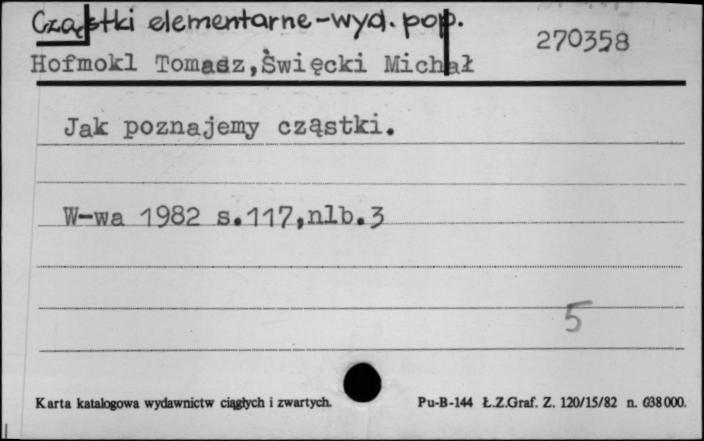 Cząstki elementarne-wyd. pop.
270358
Hofmokl Tomasz, Święcki Michał
Jak poznajemy cząstki.
W-wa 1982 s.117,nlb.3
5
Karta katalogowa wydawnictw ciągłych i zwartych.
Pu-B-144 Ł.Z.Graf. Z. 120/15/82 n. 638000.